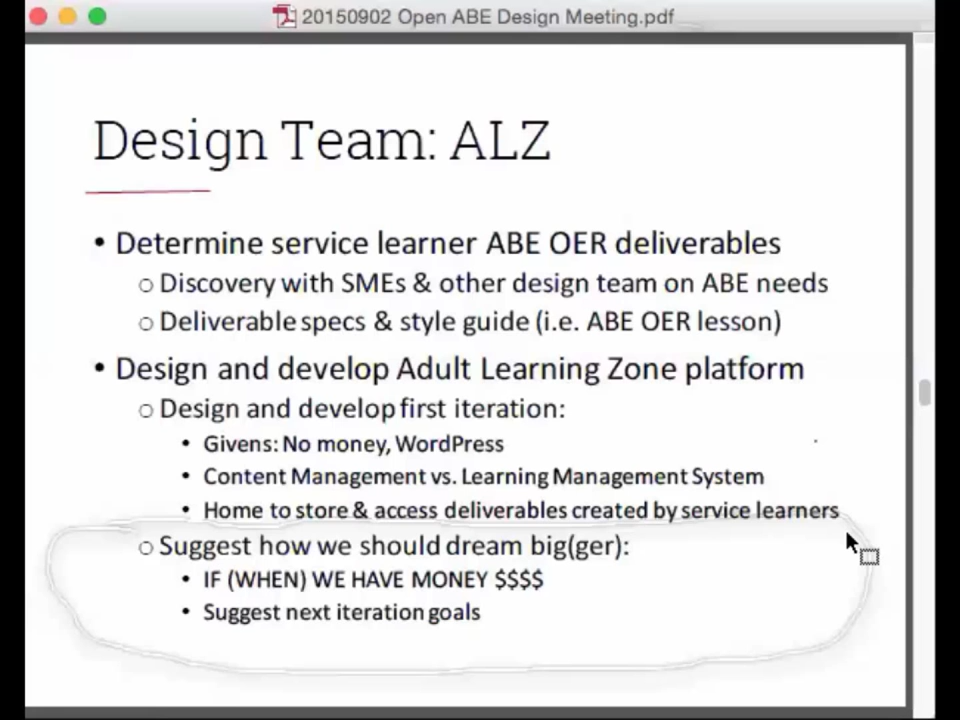 20150902 Open ABE Design Meeting.pdf
Design Team: ALZ
• Determine service learner ABE OER deliverables
○ Discovery with SMEs & other design team on ABE needs
○ Deliverable specs & style guide (i.e. ABE OER lesson)
• Design and develop Adult Learning Zone platform
○ Design and develop first iteration:
• Givens: No money, WordPress
• Content Management vs. Learning Management System
• Home to store & access deliverables created by service learners
○ Suggest how we should dream big(ger):
• IF (WHEN) WE HAVE MONEY $$$$
• Suggest next iteration goals